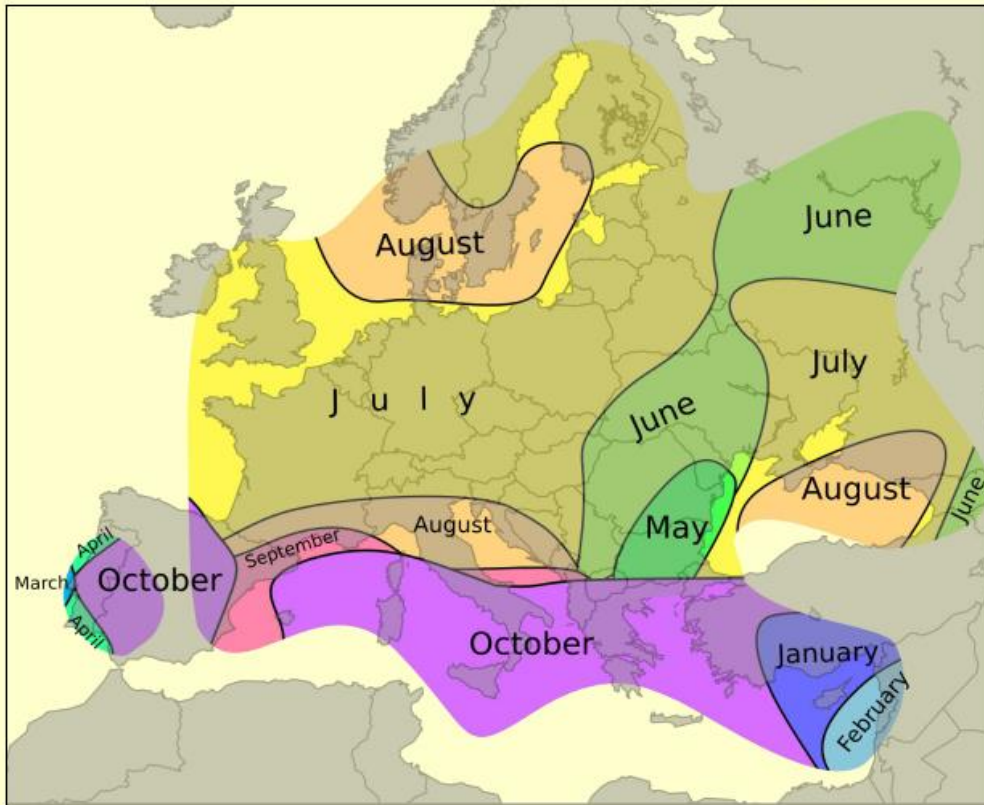 June
August
July
July
June
August
June
August
May
September
April
March
October
April
October
January
February